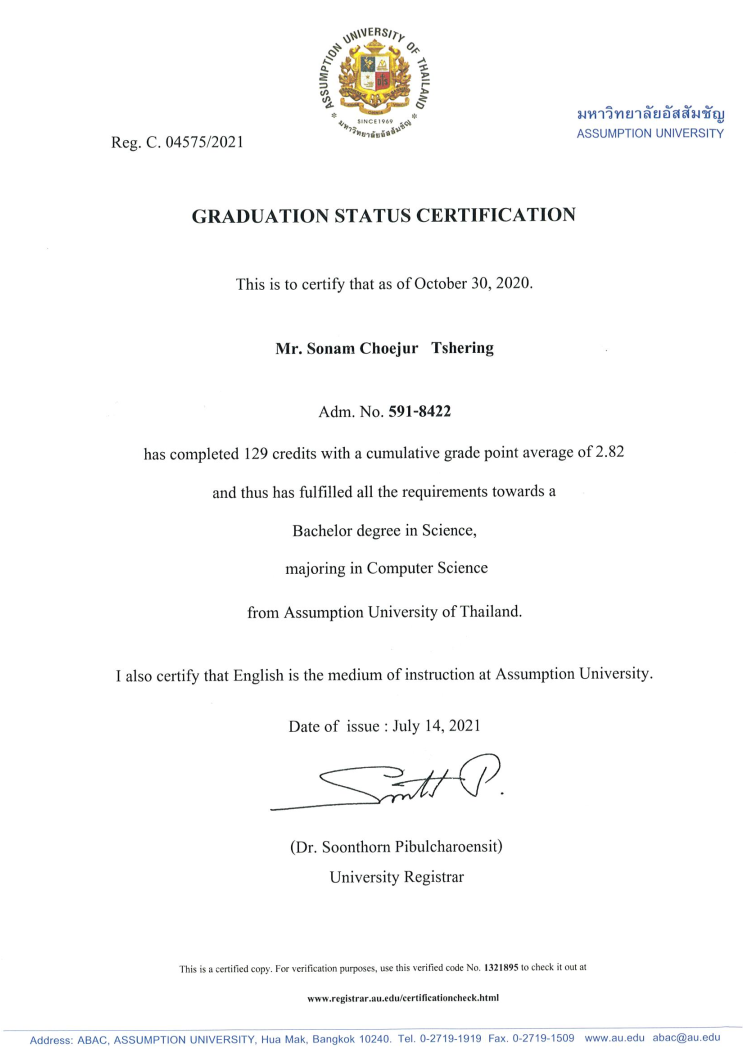 ASSUMPTION UNIVERSITY OF THAILAND
SINCE1969
มหาวิทยาลัยอัสสัมชัญ
มหาวิทยาลัยอัสสัมชัญ
ASSUMPTION UNIVERSITY
Reg. C. 04575/2021
GRADUATION STATUS CERTIFICATION
This is to certify that as of October 30, 2020.
Mr. Sonam Choejur Tshering
Adm. No. 591-8422
has completed 129 credits with a cumulative grade point average of 2.82
and thus has fulfilled all the requirements towards a
Bachelor degree in Science,
majoring in Computer Science
from Assumption University of Thailand.
I also certify that English is the medium of instruction at Assumption University.
Date of issue : July 14, 2021
(Dr. Soonthorn Pibulcharoensit)
University Registrar
This is a certified copy. For verification purposes, use this verified code No. 1321895 to check it out at
www.registrar.au.edu/certificationcheck.html
Address: ABAC, ASSUMPTION UNIVERSITY, Hua Mak, Bangkok 10240. Tel. 0-2719-1919 Fax. 0-2719-1509 www.au.edu abac@au.edu